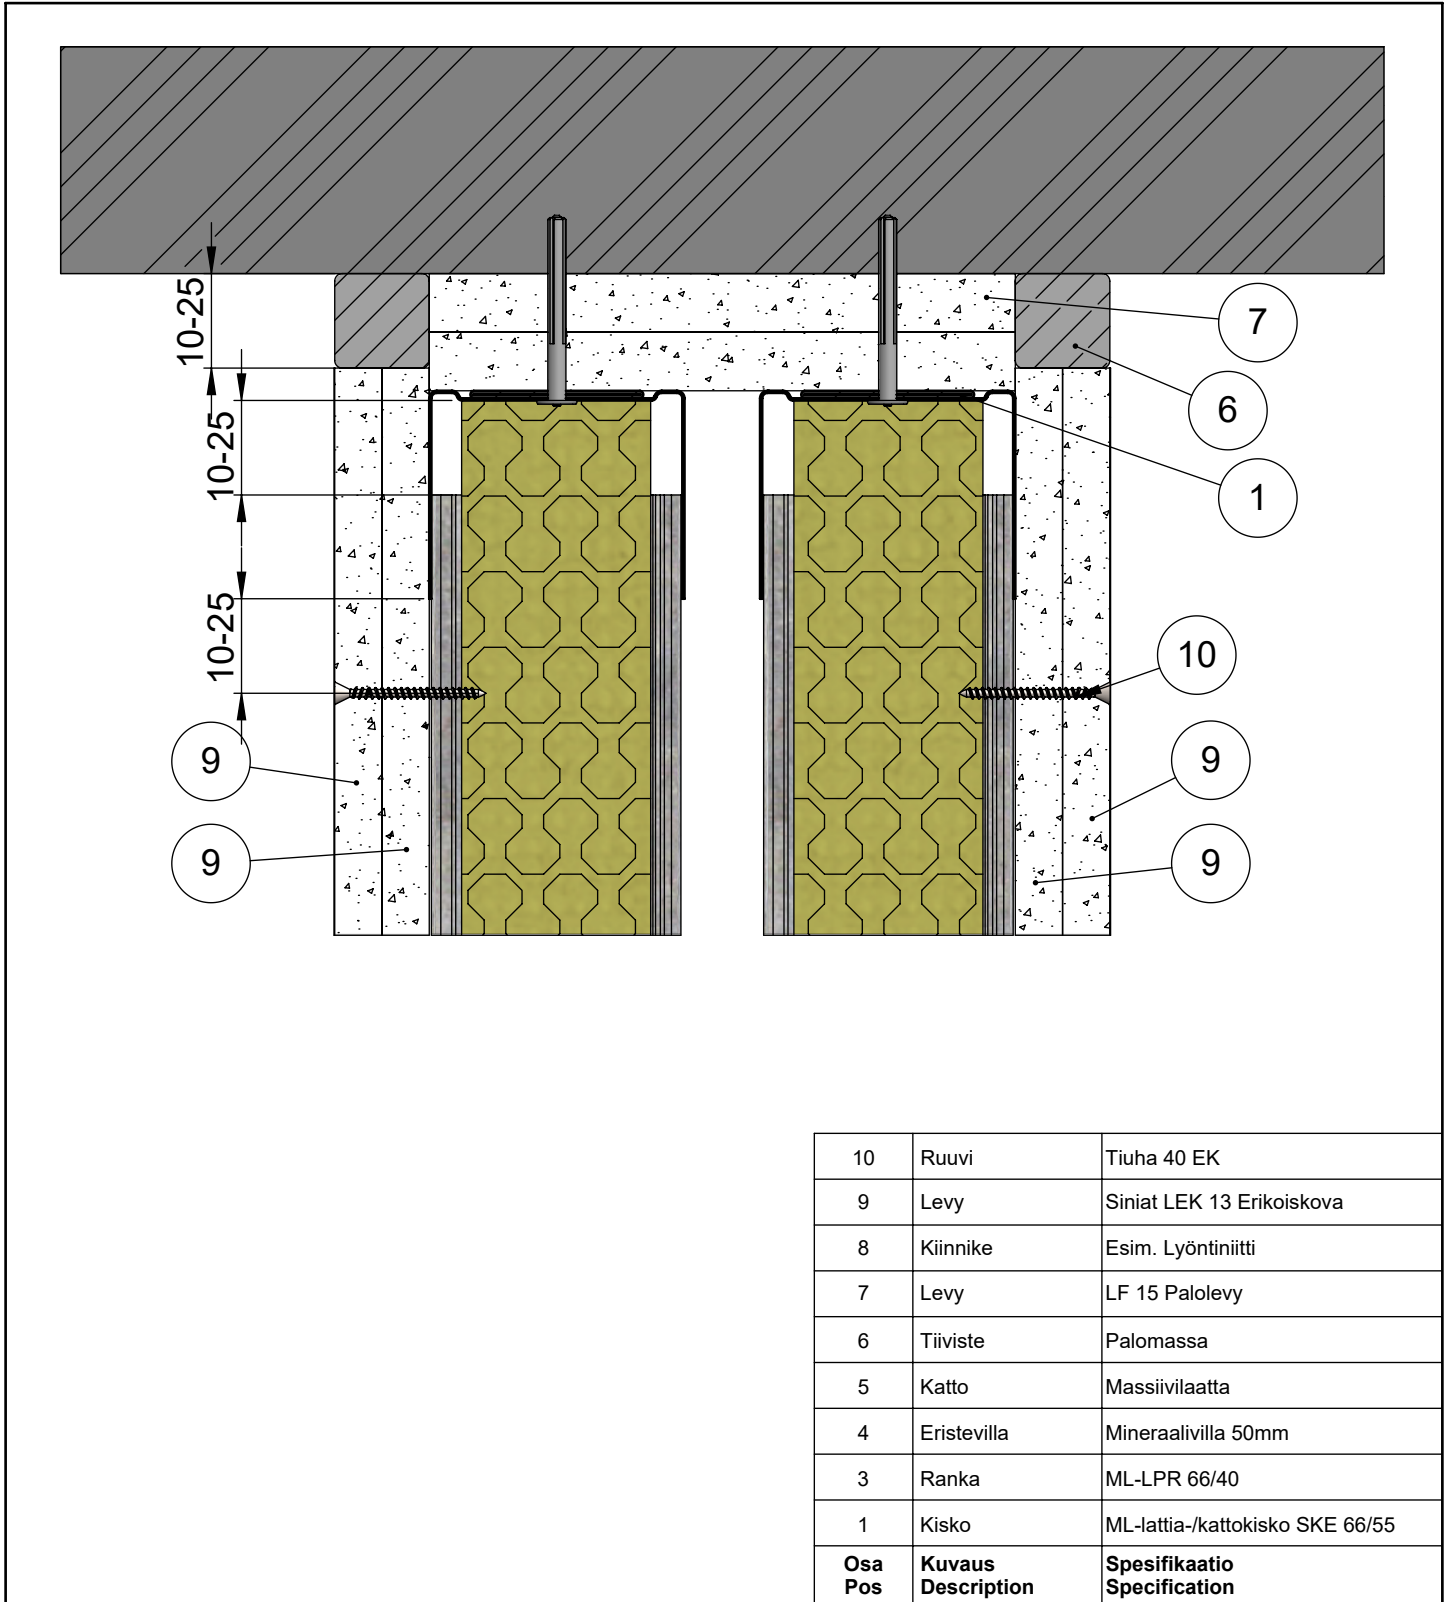 10-25
7
6
10-25
1
10-25
10
9
9
9
9
10 Ruuvi Tiuha 40 EK
9 Levy Siniat LEK 13 Erikoiskova
8 Kiinnike Esim. Lyöntiniitti
7 Levy LF 15 Palolevy
6 Tiiviste Palomassa
5 Katto Massiivilaatta
4 Eristevilla Mineraalivilla 50mm
3 Ranka ML-LPR 66/40
1 Kisko ML-lattia-/kattokisko SKE 66/55
Osa Kuvaus Spesifikaatio
Pos Description Specification